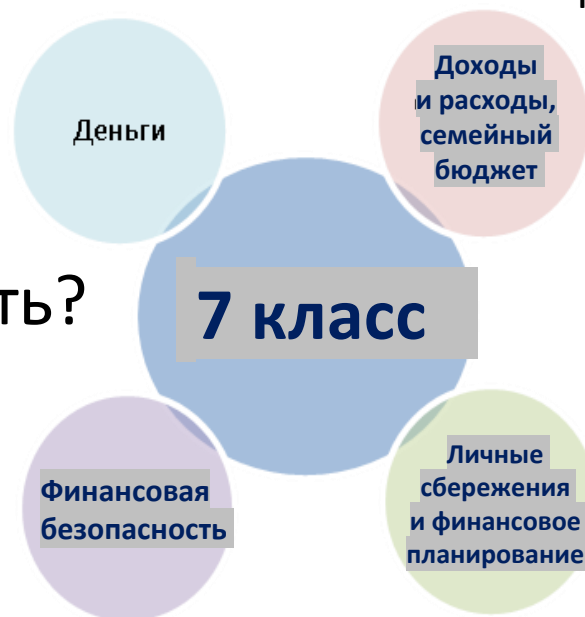 Деньги
Доходы
и расходы,
семейный
бюджет
ть?
7 класс
Финансовая
безопасность
Личные
сбережения
и финансовое
планирование